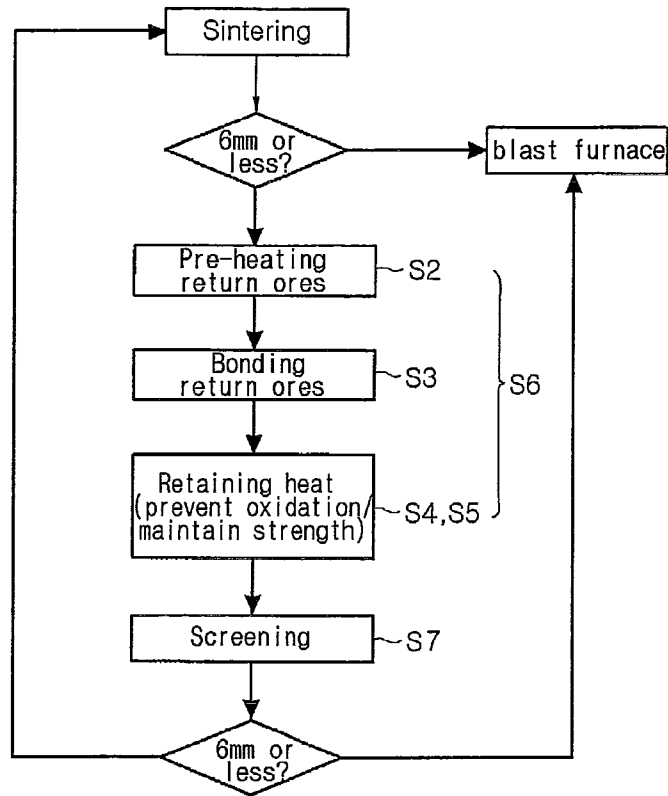 Sintering
6mm or
less?
blast furnace
Pre-heating
return ores
S2
Bonding
return ores
S3
S6
Retaining heat
(prevent oxidation/
maintain strength)
S4,S5
Screening
S7
6mm or
less?